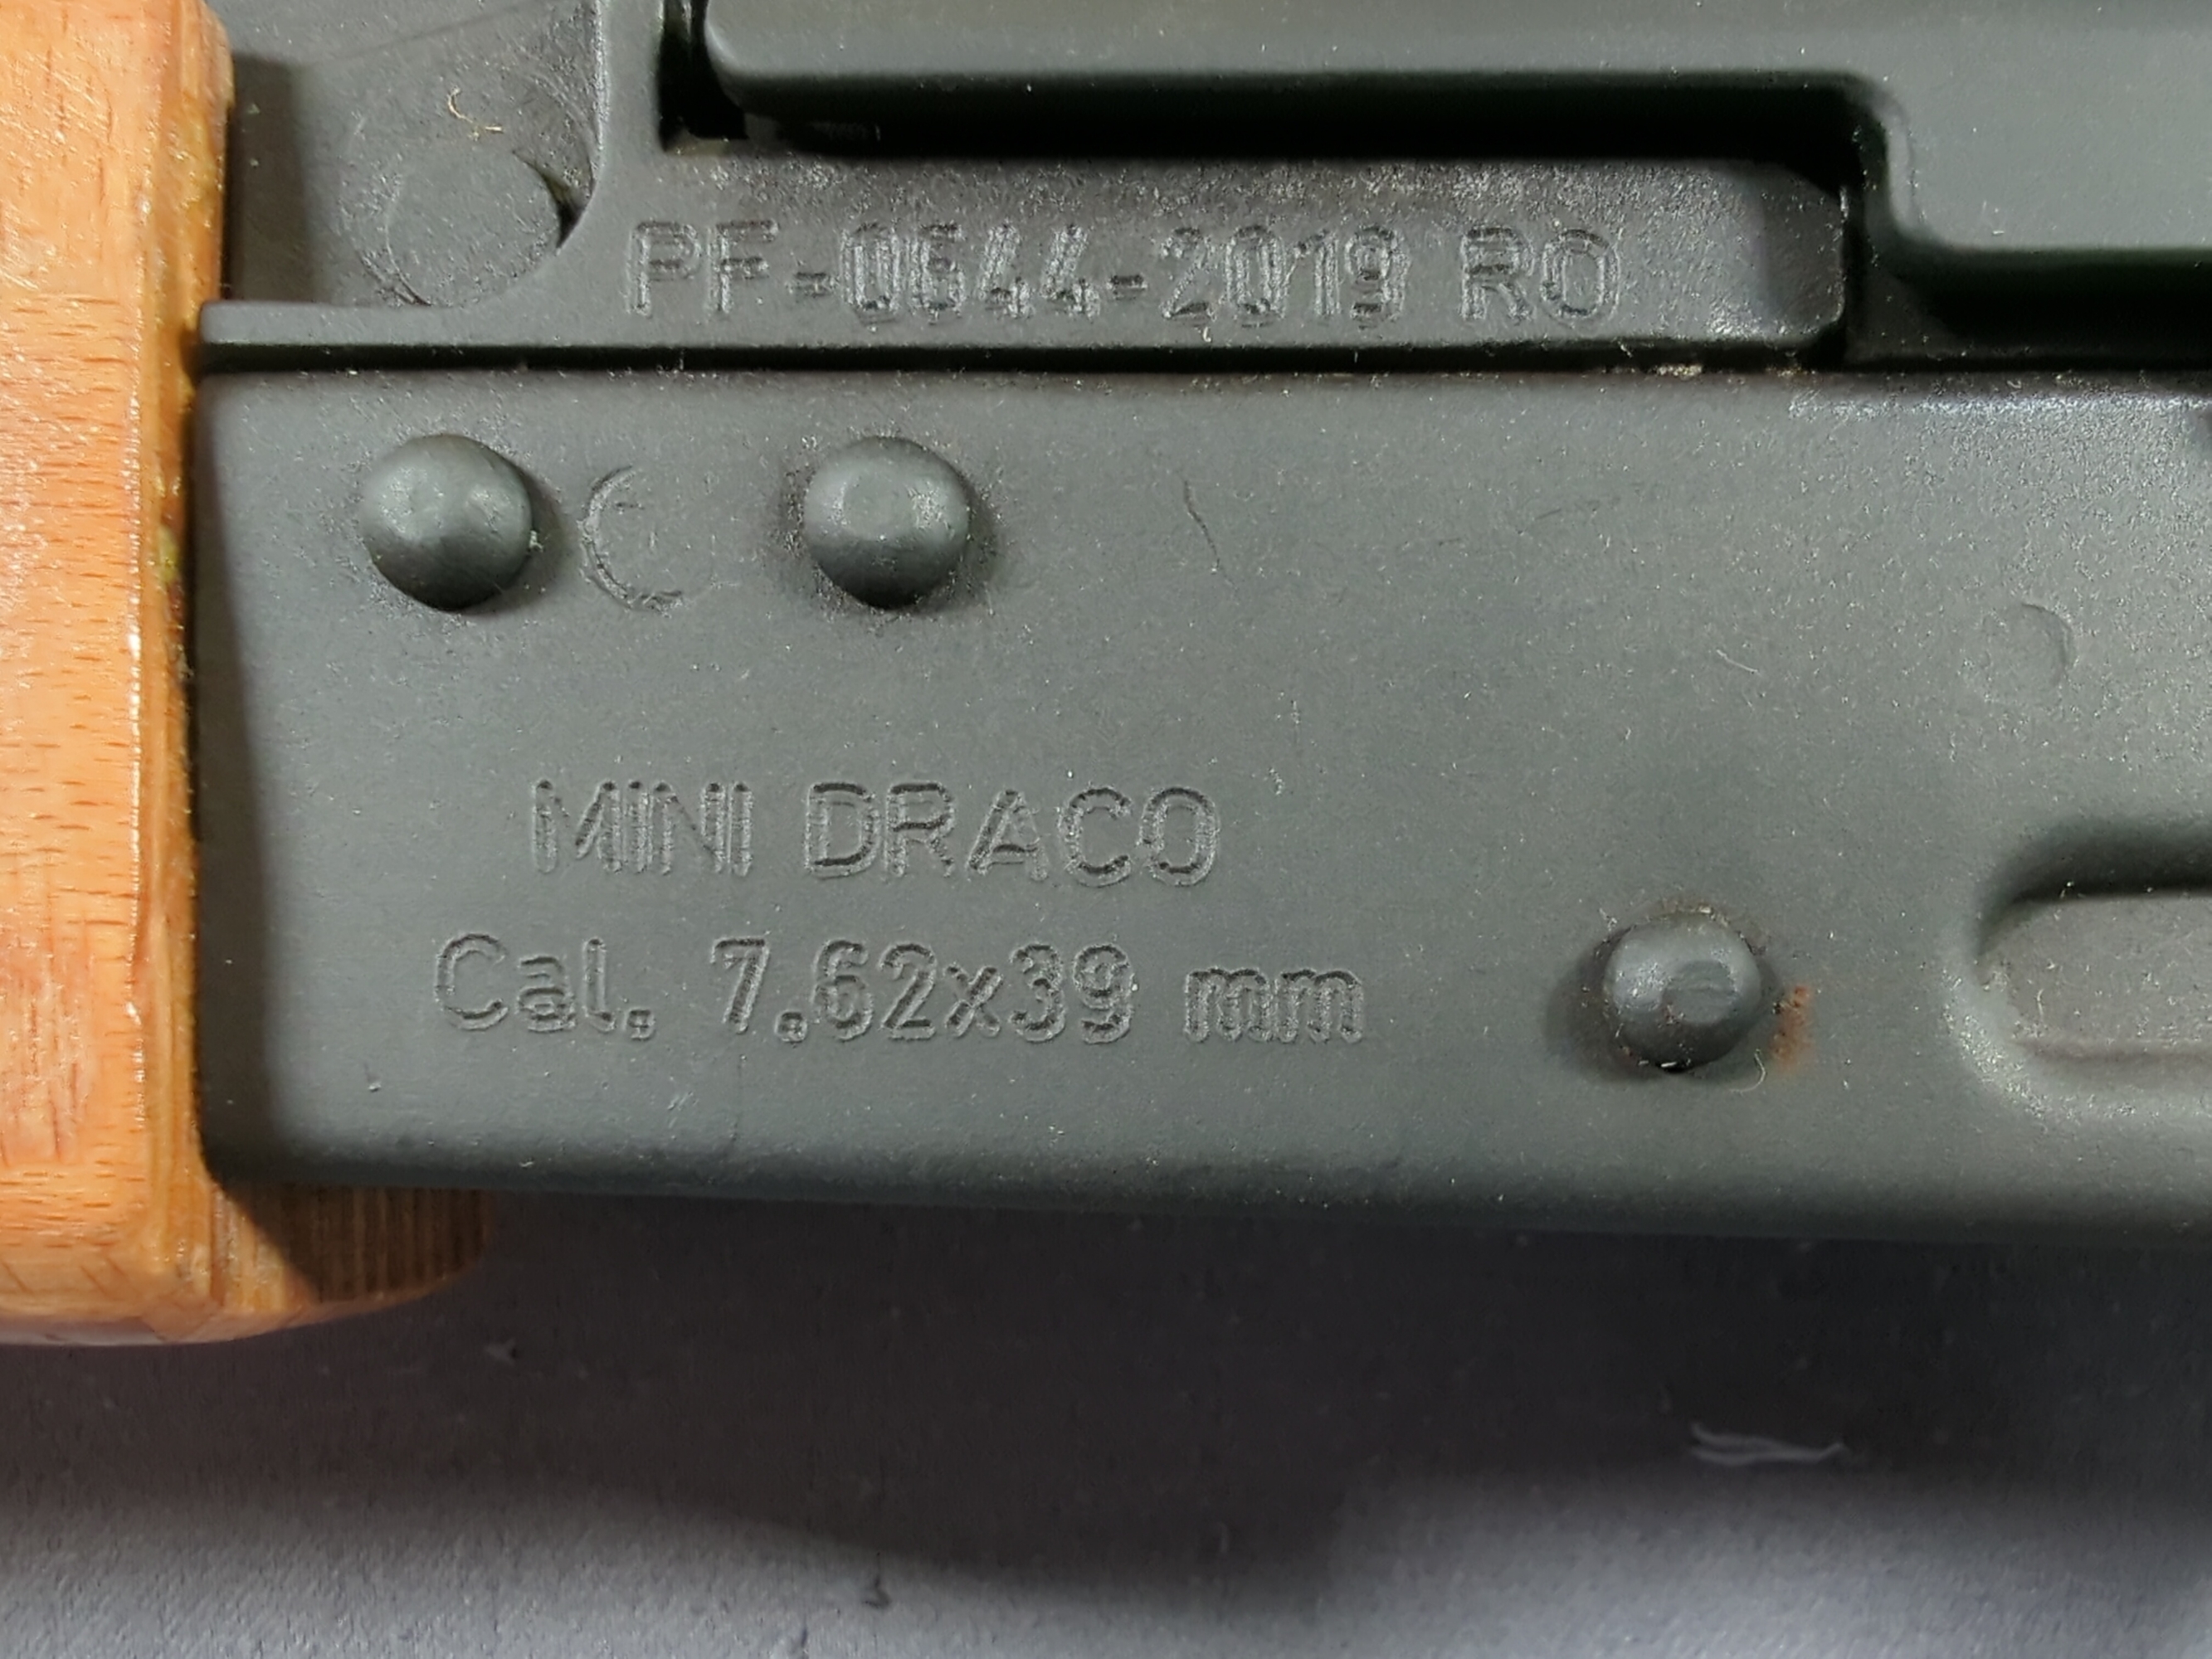 PF-0644-2019 RO
MINI DRACO
Cal. 7.62x39 mm